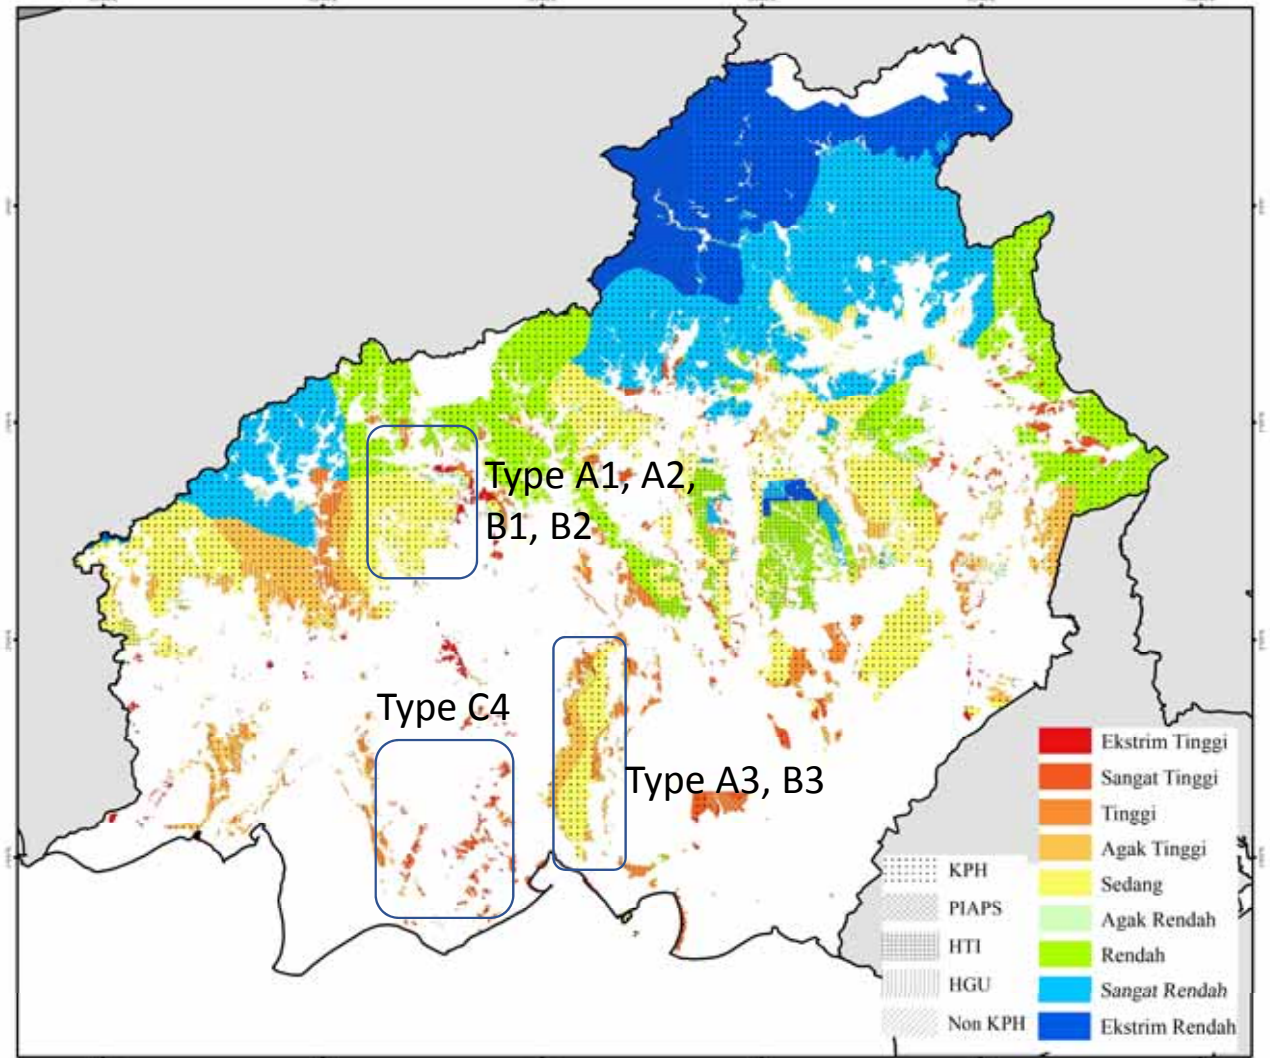 Type A1, A2,
B1, B2
Type C4
Type A3, B3
KPH
PIAPS
HTI
HGU
Non KPH
Ekstrim Tinggi
Sangat Tinggi
Tinggi
Agak Tinggi
Sedang
Agak Rendah
Rendah
Sangat Rendah
Ekstrim Rendah